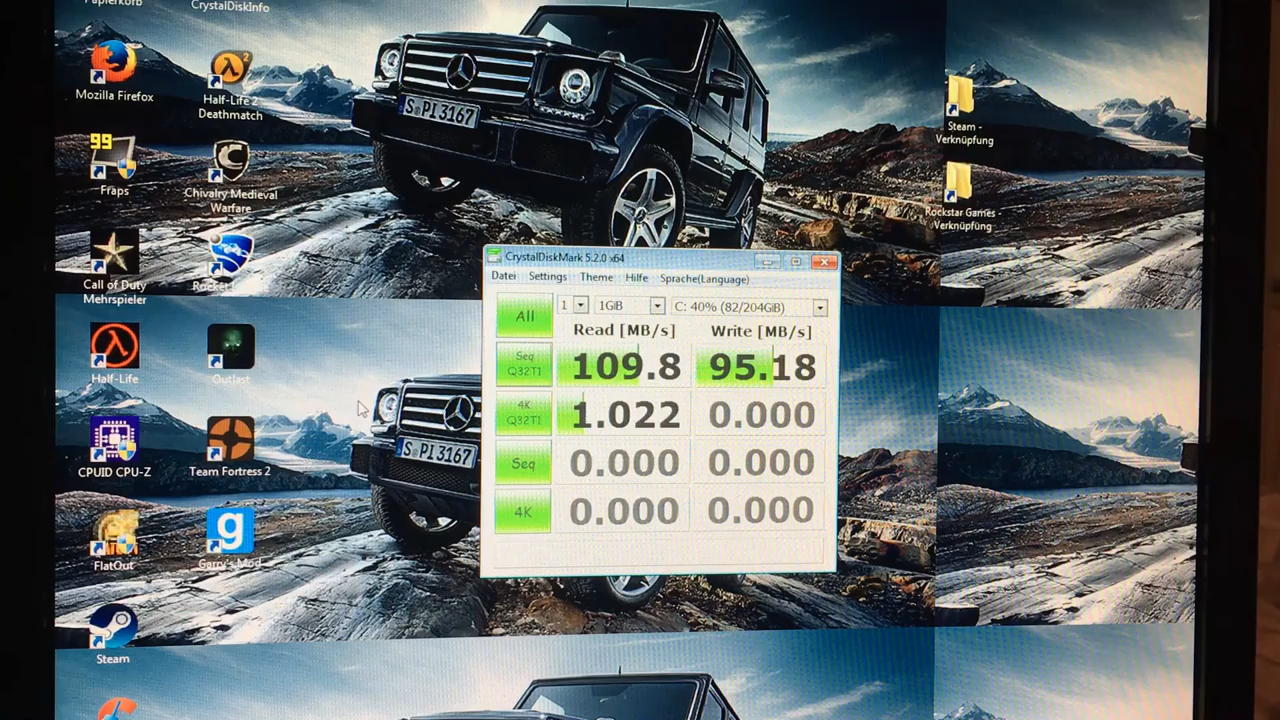 Papierkorb
CrystalDiskInfo
Mozilla Firefox
Half-Life 2
Deathmatch
99
Fraps
Chivalry Medieval
Warfare
Call of Duty
Mehrspieler
Half-Life
Outlast
CPUID CPU-Z
Team Fortress 2
FlatOut
g
Garry's Mod
Steam
Steam -
Verknüpfung
Rockstar Games -
Verknüpfung
S PI 3167
S PI 3167
CrystalDiskMark 5.2.0 x64
Datei Settings Theme Hilfe Sprache(Language)
All 1 1GiB C: 40% (82/204GiB)
Read [MB/s] Write [MB/s]
Seq
Q32T1 109.8 95.18
4K
Q32T1 1.022 0.000
Seq 0.000 0.000
4K 0.000 0.000